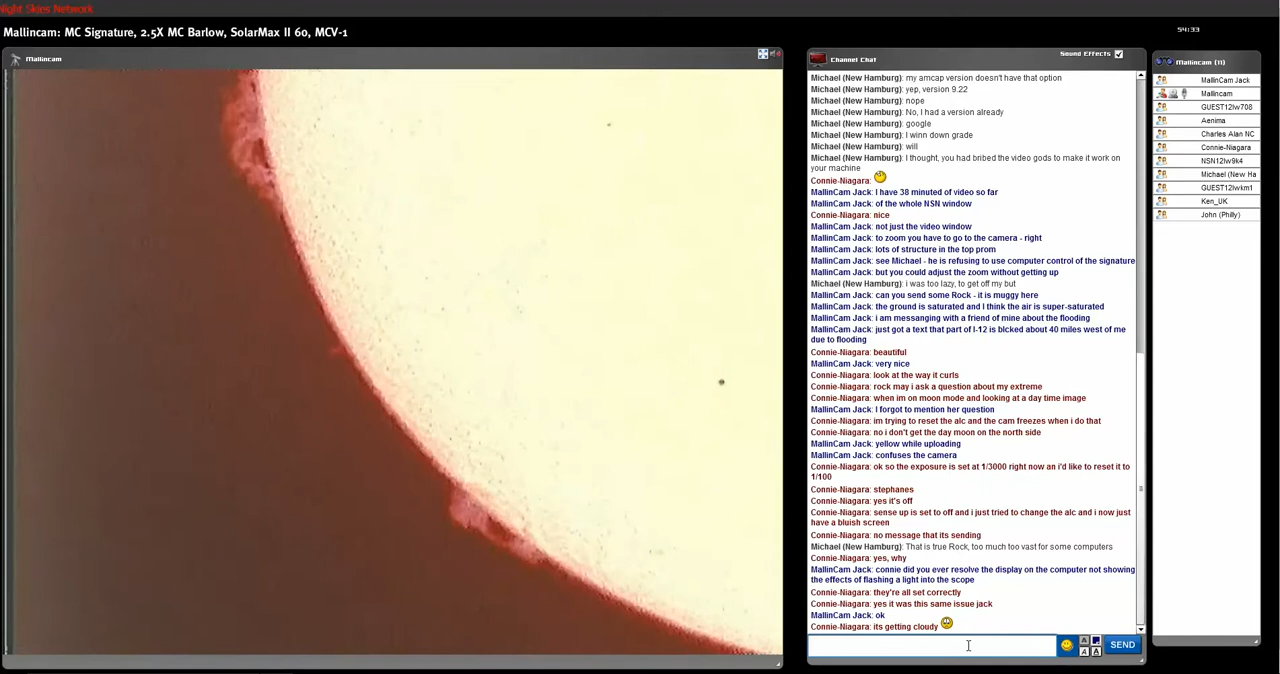 Night Skies Network
Mallincam: MC Signature, 2.5X MC Barlow, SolarMax II 60, MCV-1
54:33
Mallincam
Channel Chat
Sound Effects
Mallincam (11)
Michael (New Hamburg): my amcap version doesn't have that option
Michael (New Hamburg): yep, version 9.22
Michael (New Hamburg): nope
Michael (New Hamburg): No, I had a version already
Michael (New Hamburg): google
Michael (New Hamburg): I winn down grade
Michael (New Hamburg): will
Michael (New Hamburg): I thought, you had bribed the video gods to make it work on
your machine
Connie-Niagara:
MallinCam Jack: I have 38 minuted of video so far
MallinCam Jack: of the whole NSN window
Connie-Niagara: nice
MallinCam Jack: not just the video window
MallinCam Jack: to zoom you have to go to the camera - right
MallinCam Jack: lots of structure in the top prom
MallinCam Jack: see Michael - he is refusing to use computer control of the signature
MallinCam Jack: but you could adjust the zoom without getting up
Michael (New Hamburg): i was too lazy, to get off my but
MallinCam Jack: can you send some Rock - it is muggy here
MallinCam Jack: the ground is saturated and I think the air is super-saturated
MallinCam Jack: i am messanging with a friend of mine about the flooding
MallinCam Jack: just got a text that part of I-12 is blcked about 40 miles west of me
due to flooding
Connie-Niagara: beautiful
MallinCam Jack: very nice
Connie-Niagara: look at the way it curls
Connie-Niagara: rock may i ask a question about my extreme
Connie-Niagara: when im on moon mode and looking at a day time image
MallinCam Jack: I forgot to mention her question
Connie-Niagara: im trying to reset the alc and the cam freezes when i do that
Connie-Niagara: no i don't get the day moon on the north side
MallinCam Jack: yellow while uploading
MallinCam Jack: confuses the camera
Connie-Niagara: ok so the exposure is set at 1/3000 right now an i'd like to reset it to
1/100
Connie-Niagara: stephanes
Connie-Niagara: yes it's off
Connie-Niagara: sense up is set to off and i just tried to change the alc and i now just
have a bluish screen
Connie-Niagara: no message that its sending
Michael (New Hamburg): That is true Rock, too much too vast for some computers
Connie-Niagara: yes, why
MallinCam Jack: connie did you ever resolve the display on the computer not showing
the effects of flashing a light into the scope
Connie-Niagara: they're all set correctly
Connie-Niagara: yes it was this same issue jack
MallinCam Jack: ok
Connie-Niagara: its getting cloudy
A
A A
SEND
MallinCam Jack
Mallincam
GUEST12lw708
Aenima
Charles Alan NC
Connie-Niagara
NSN12lw9k4
Michael (New Ha
GUEST12lwkm1
Ken_UK
John (Philly)